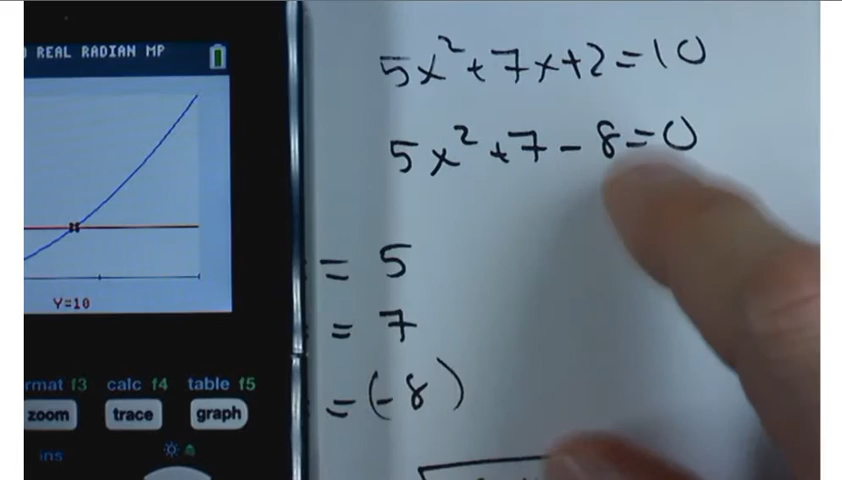 REAL RADIAN MP
5x²+7x+2=10
5x²+7-8=0
= 5
= 7
=(-8)
Y=10
rmat f3 calc f4 table f5
zoom trace graph
ins